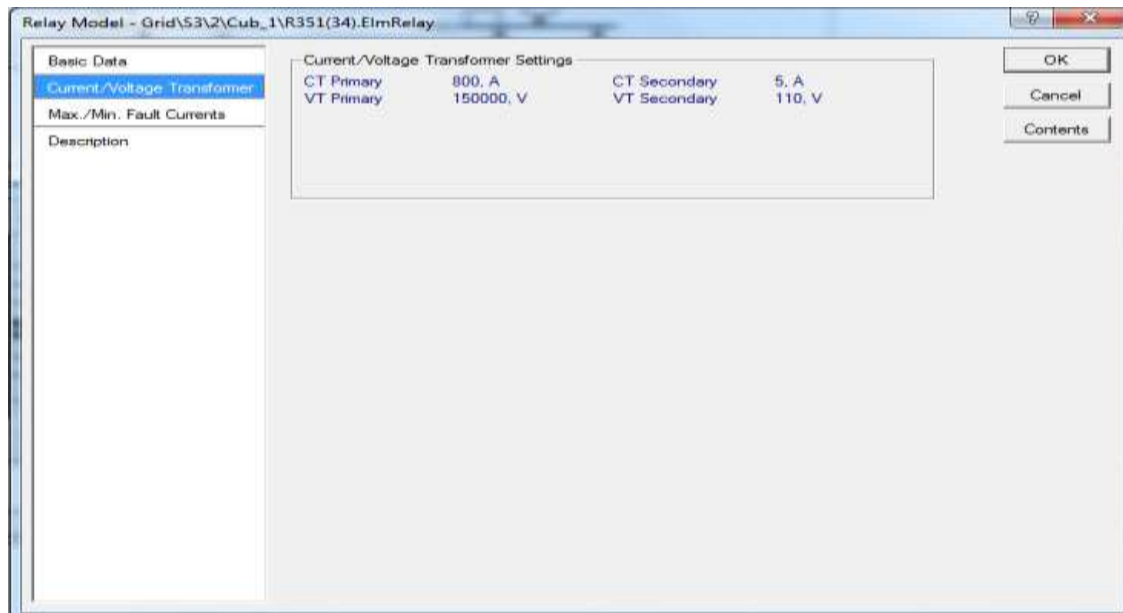 Relay Model - Grid\S3\2\Cub_1\R351(34).ElmRelay
Basic Data
Current/Voltage Transformer
Max./Min. Fault Currents
Description
Current/Voltage Transformer Settings
CT Primary 800, A CT Secondary 5, A
VT Primary 150000, V VT Secondary 110, V
OK
Cancel
Contents